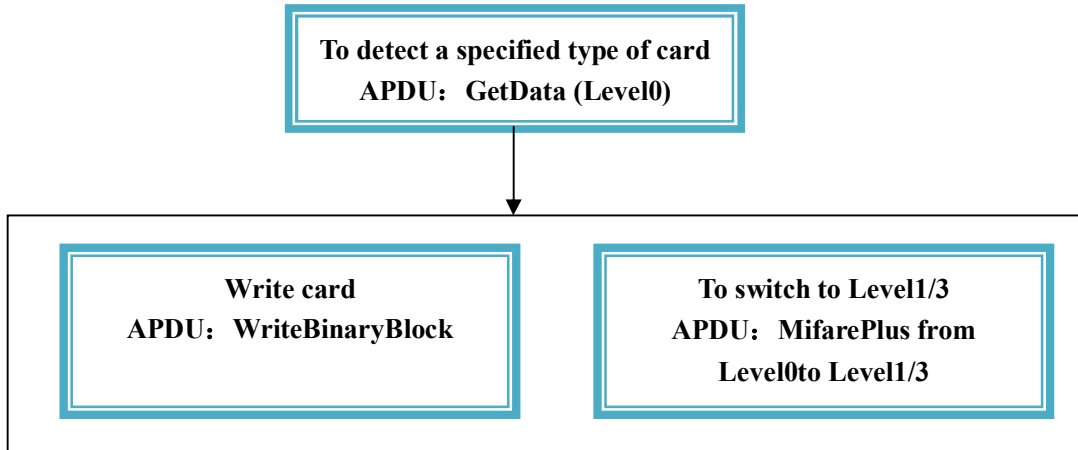 To detect a specified type of card
APDU：GetData (Level0)
Write card
APDU：WriteBinaryBlock
To switch to Level1/3
APDU：MifarePlus from
Level0to Level1/3